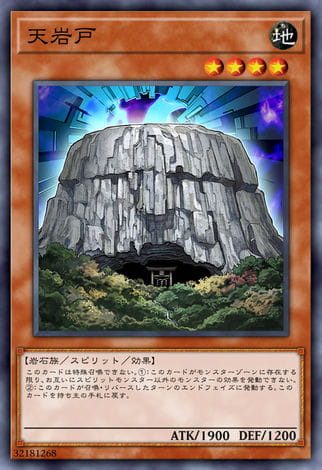 天岩戸
地
【岩石族／スピリット／効果】
このカードは特殊召喚できない。①：このカードがモンスターゾーンに存在する
限り、お互いにスピリットモンスター以外のモンスターの効果を発動できない。
②：このカードが召喚・リバースしたターンのエンドフェイズに発動する。こ
のカードを持ち主の手札に戻す。
ATK/1900 DEF/1200
32181268